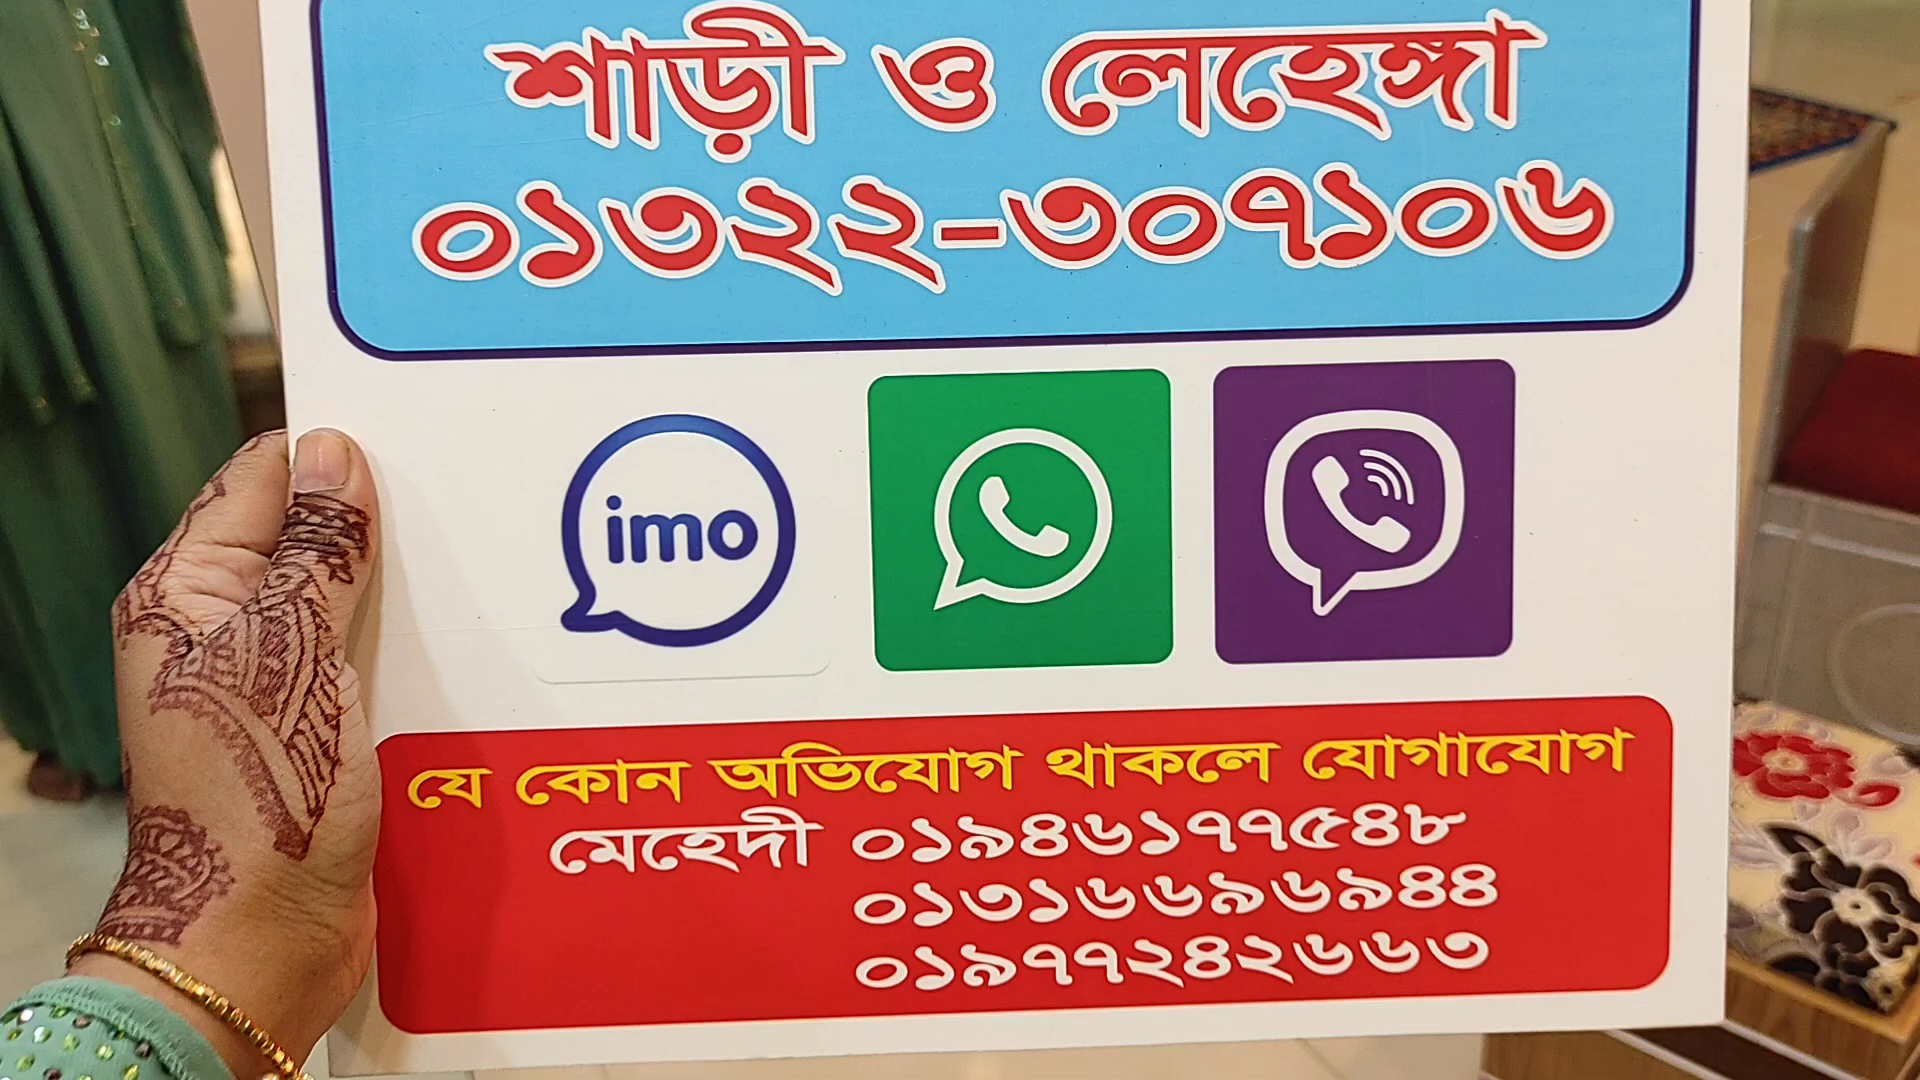 শাড়ী ও লেহেঙ্গা
০১৩২২-৩০৭১০৬
imo
যে কোন অভিযোগ থাকলে যোগাযোগ
মেহেদী ০১৯৪৬১৭৭৫৪৮
০১৩১৬৬৯৬৯৪৪
০১৯৭৭২৪২৬৬৩